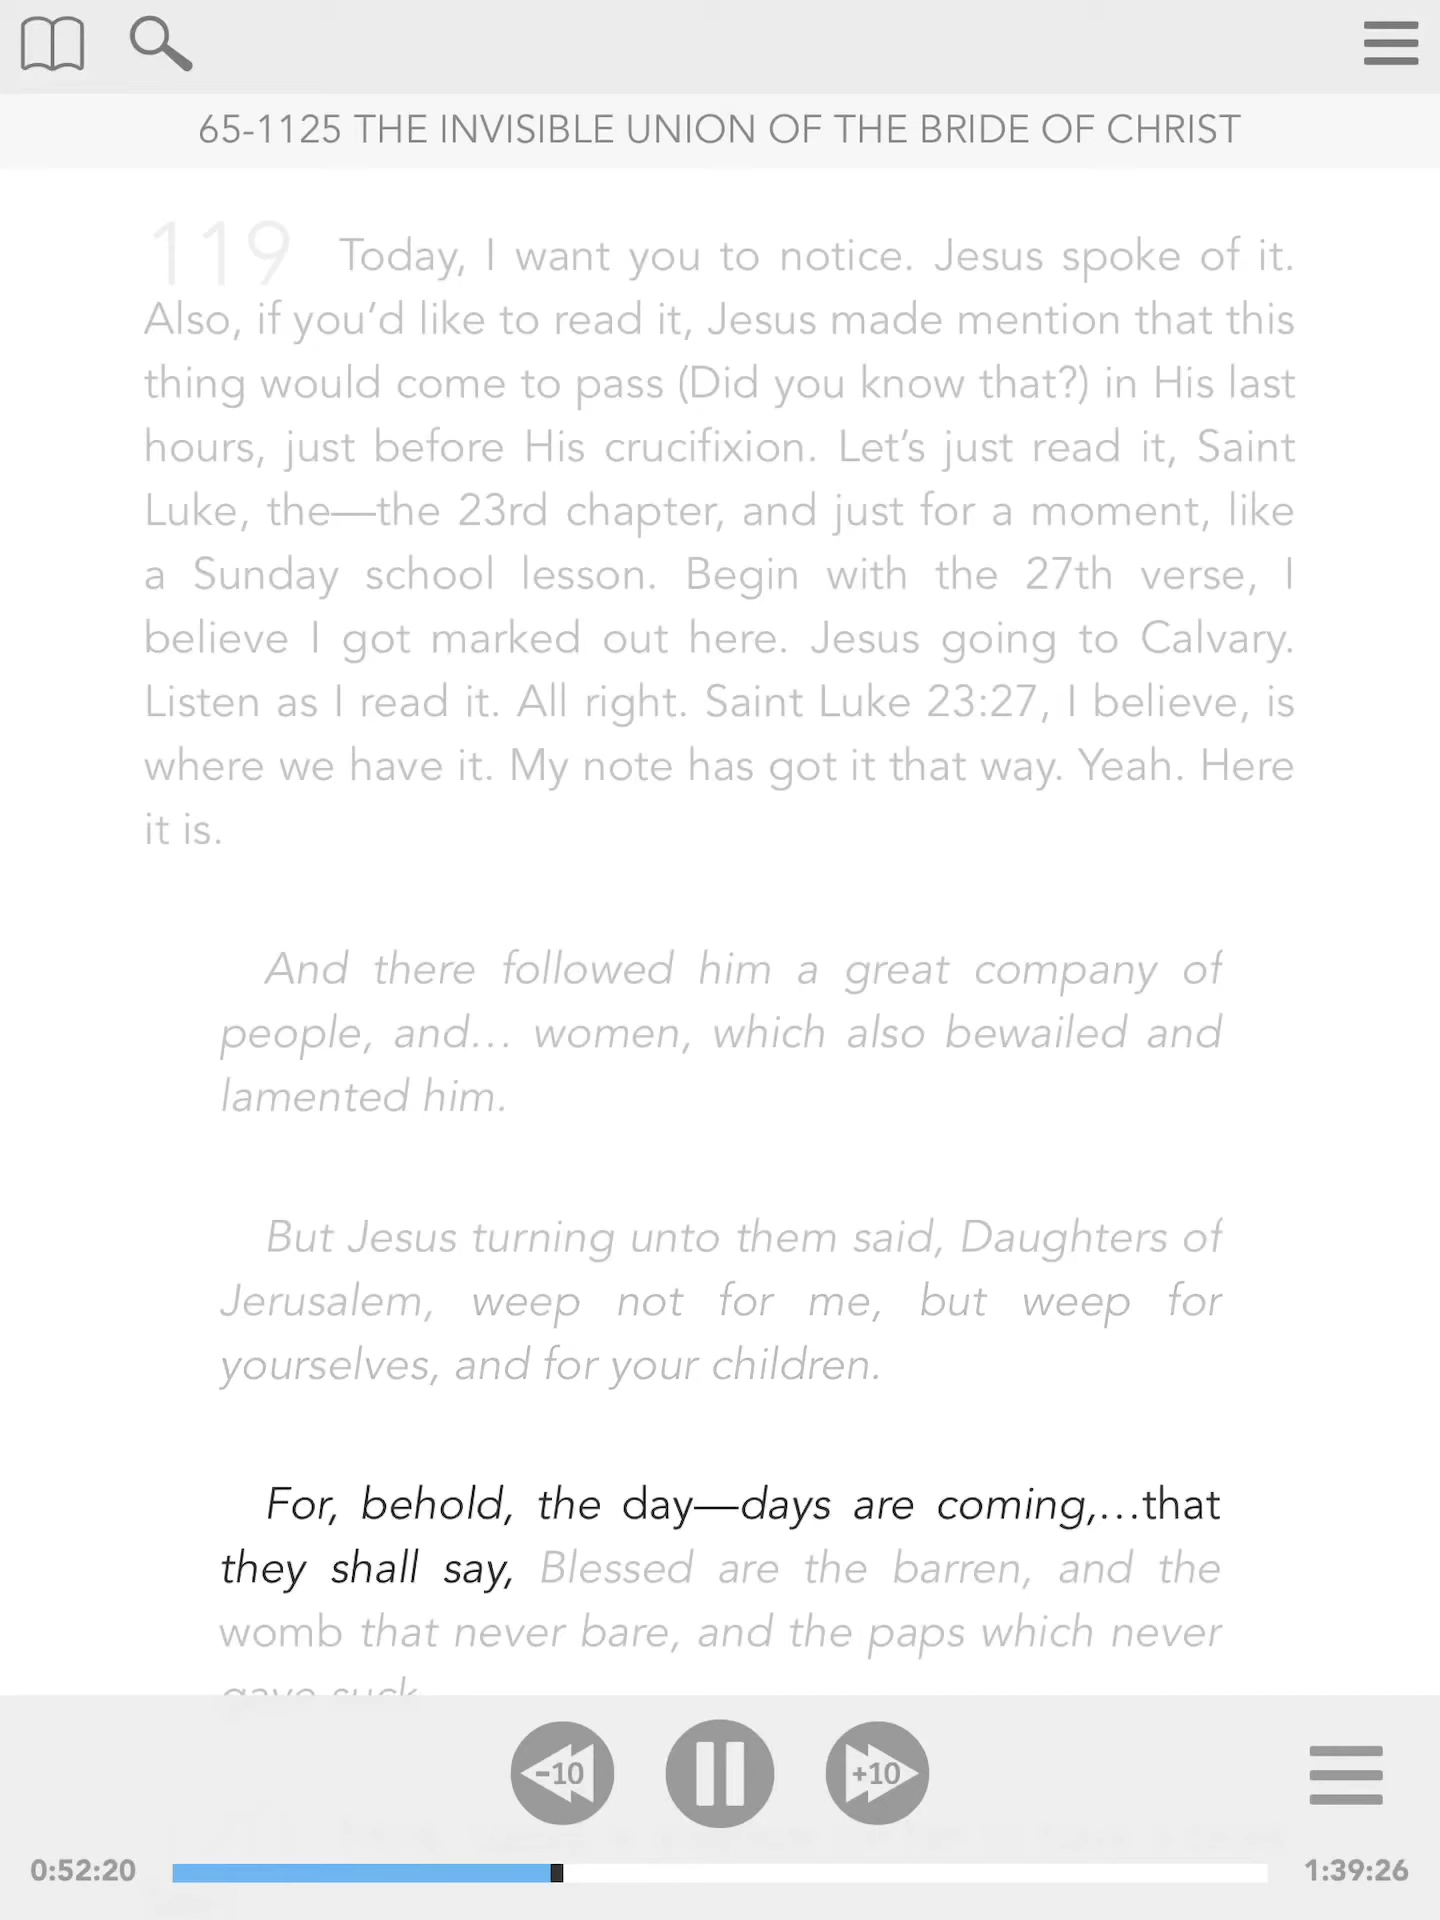 65-1125 THE INVISIBLE UNION OF THE BRIDE OF CHRIST
119 Today, I want you to notice. Jesus spoke of it.
Also, if you’d like to read it, Jesus made mention that this
thing would come to pass (Did you know that?) in His last
hours, just before His crucifixion. Let’s just read it, Saint
Luke, the—the 23rd chapter, and just for a moment, like
a Sunday school lesson. Begin with the 27th verse, I
believe I got marked out here. Jesus going to Calvary.
Listen as I read it. All right. Saint Luke 23:27, I believe, is
where we have it. My note has got it that way. Yeah. Here
it is.
And there followed him a great company of
people, and… women, which also bewailed and
lamented him.
But Jesus turning unto them said, Daughters of
Jerusalem, weep not for me, but weep for
yourselves, and for your children.
For, behold, the day—days are coming,…that
they shall say, Blessed are the barren, and the
womb that never bare, and the paps which never
gave suck.
-10 +10
0:52:20 1:39:26